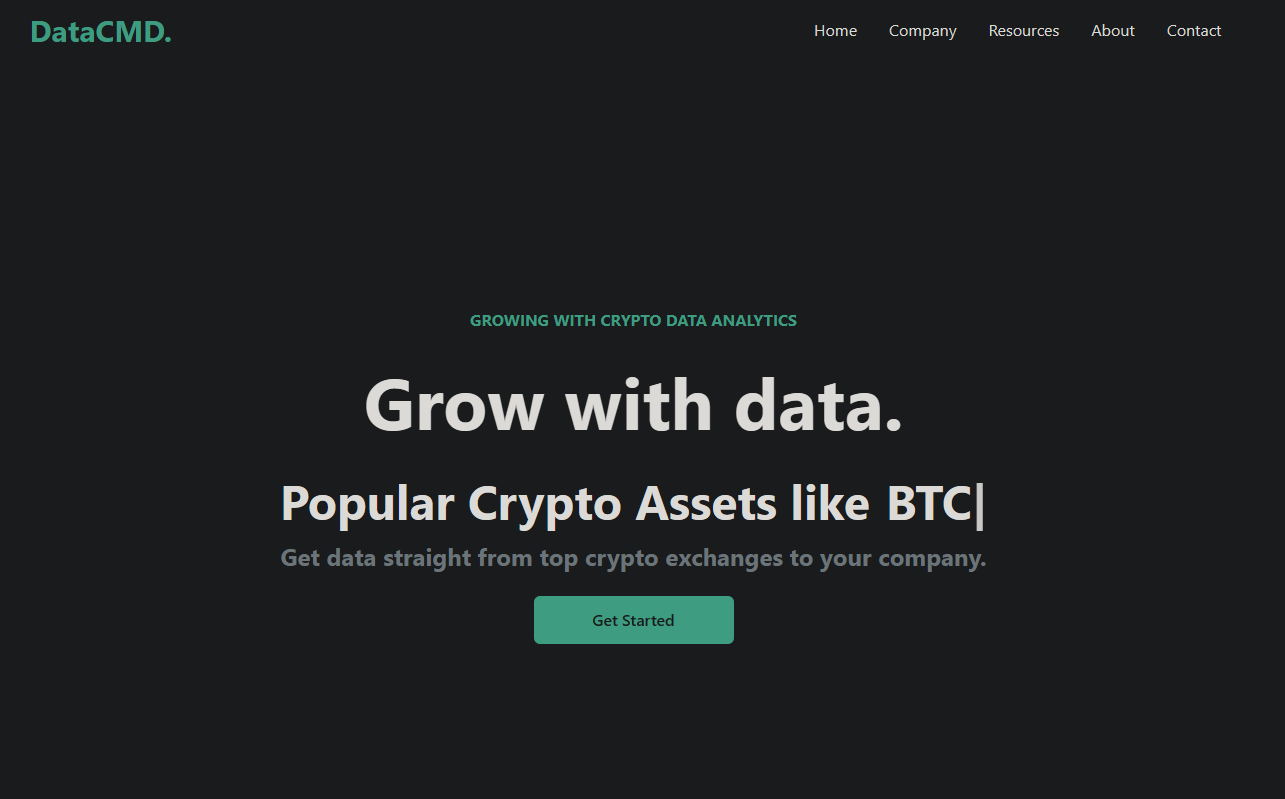 DataCMD.
Home Company Resources About Contact
GROWING WITH CRYPTO DATA ANALYTICS
Grow with data.
Popular Crypto Assets like BTC|
Get data straight from top crypto exchanges to your company.
Get Started